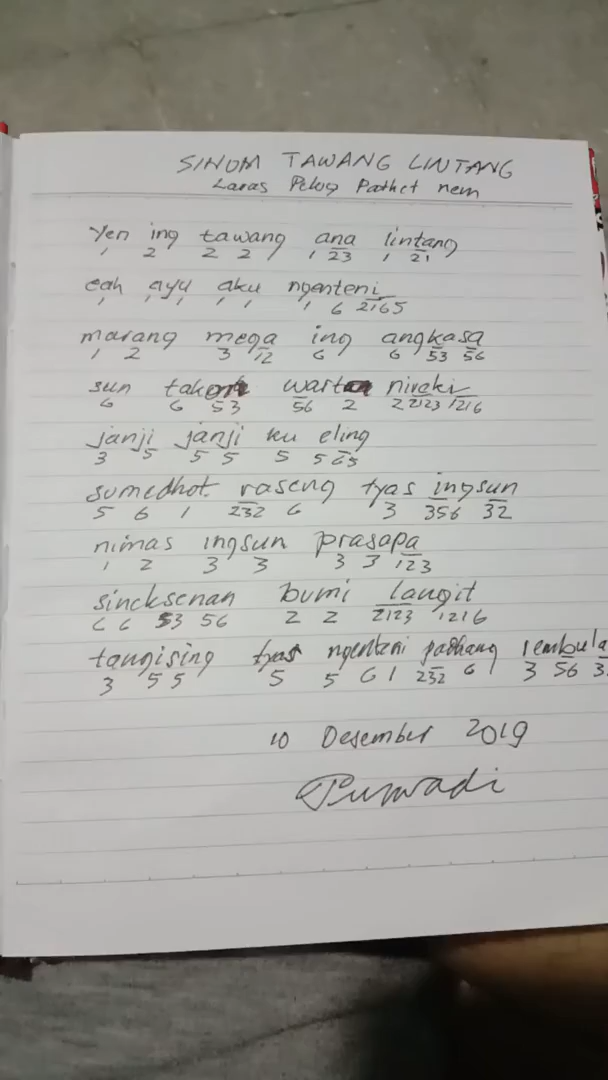 SINOM TAWANG LINTANG
Laras Pelog Pathet nem
yen ing tawang ana lintang
1 2 2 2 1 23 1 21
cah ayu aku ngenteni
1 1 1 1 1 1 6 2165
marang mega ing angkasa
1 2 3 12 6 6 53 56
sun takon warta niraki
6 6 53 56 2 2 2123 1216
janji janji ku eling
3 5 5 5 5 5 65
sumedhot raseng tyas ingsun
5 6 1 232 6 3 356 32
nimas ingsun prasapa
1 2 3 3 3 3 123
sineksenan bumi langit
6 6 53 56 2 2 2123 1216
tangising tyas ngenteni padhang rembula
3 5 5 5 5 6 1 232 6 1 3 56 3
10 Desember 2019
Purwadi